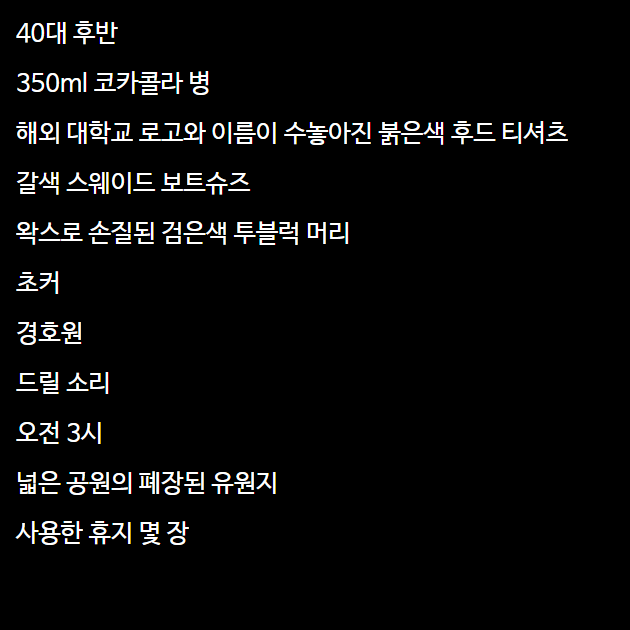 40대 후반
350ml 코카콜라 병
해외 대학교 로고와 이름이 수놓아진 붉은색 후드 티셔츠
갈색 스웨이드 보트슈즈
왁스로 손질된 검은색 투블럭 머리
초커
경호원
드릴 소리
오전 3시
넓은 공원의 폐장된 유원지
사용한 휴지 몇 장